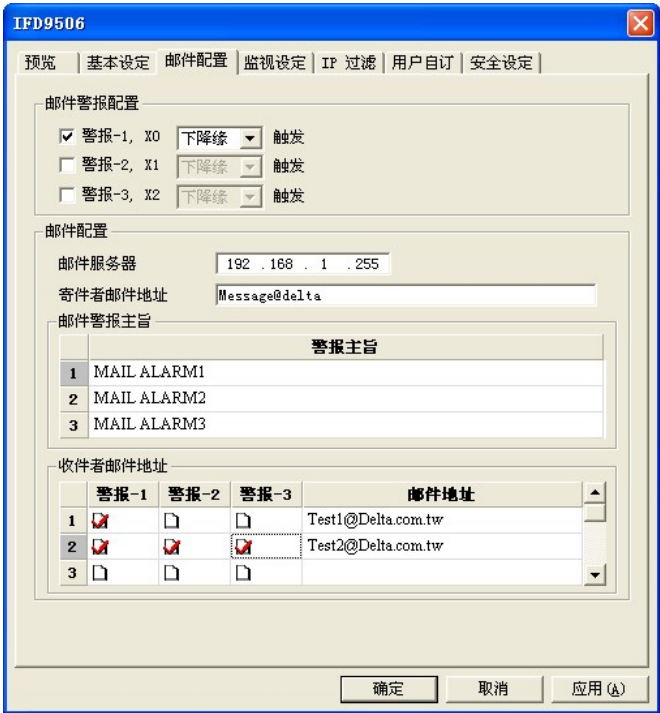 IFD9506
预览 基本设定 邮件配置 监视设定 IP 过滤 用户自订 安全设定
邮件警报配置
警报-1, X0 下降缘 触发
警报-2, X1 下降缘 触发
警报-3, X2 下降缘 触发
邮件配置
邮件服务器 192 .168 . 1 .255
寄件者邮件地址 Message@delta
邮件警报主旨
警报主旨
1 MAIL ALARM1
2 MAIL ALARM2
3 MAIL ALARM3
收件者邮件地址
警报-1 警报-2 警报-3 邮件地址
1 Test1@Delta.com.tw
2 Test2@Delta.com.tw
3
确定 取消 应用(A)